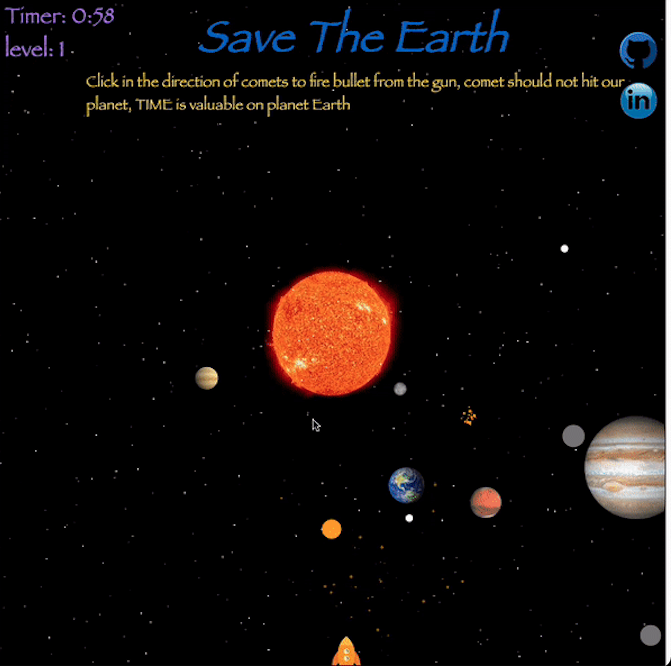 Timer: 0:58
Save The Earth
level: 1
Click in the direction of comets to fire bullet from the gun, comet should not hit our
planet, TIME is valuable on planet Earth
in